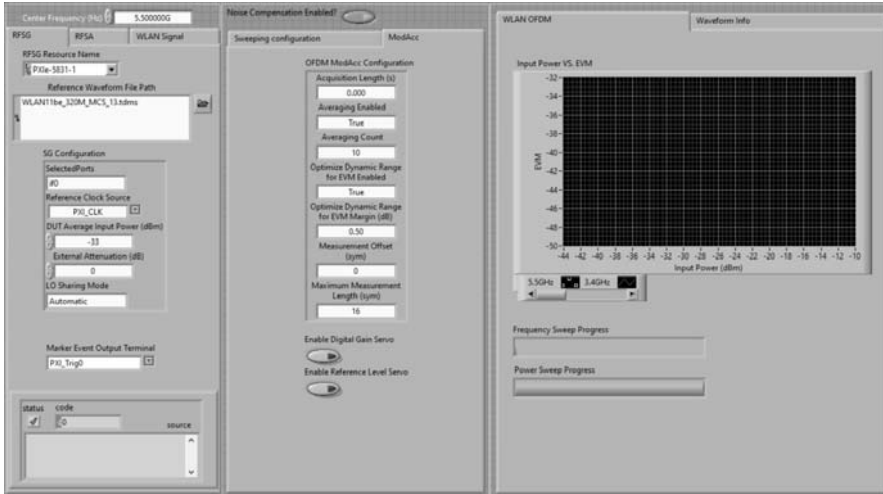 Center Frequency (Hz)
5.500000G
RFSG
RFSA
WLAN Signal
RFSG Resource Name
PXIe-5831-1
Reference Waveform File Path
WLAN11be_320M_MCS_13.tdms
SG Configuration
SelectedPorts
if0
Reference Clock Source
PXI_CLK
DUT Average Input Power (dBm)
-33
External Attenuation (dB)
0
LO Sharing Mode
Automatic
Marker Event Output Terminal
PXI_Trig0
status
code
0
source
Noise Compensation Enabled?
Sweeping configuration
ModAcc
OFDM ModAcc Configuration
Acquisition Length (s)
0.000
Averaging Enabled
True
Averaging Count
10
Optimize Dynamic Range
for EVM Enabled
True
Optimize Dynamic Range
for EVM Margin (dB)
0.50
Measurement Offset
(sym)
0
Maximum Measurement
Length (sym)
16
Enable Digital Gain Servo
Enable Reference Level Servo
WLAN OFDM
Waveform Info
Input Power VS. EVM
EVM
-32
-34
-36
-38
-40
-42
-44
-46
-48
-50
-44 -42 -40 -38 -36 -34 -32 -30 -28 -26 -24 -22 -20 -18 -16 -14 -12 -10
Input Power (dBm)
5.5GHz
3.4GHz
Frequency Sweep Progress
Power Sweep Progress